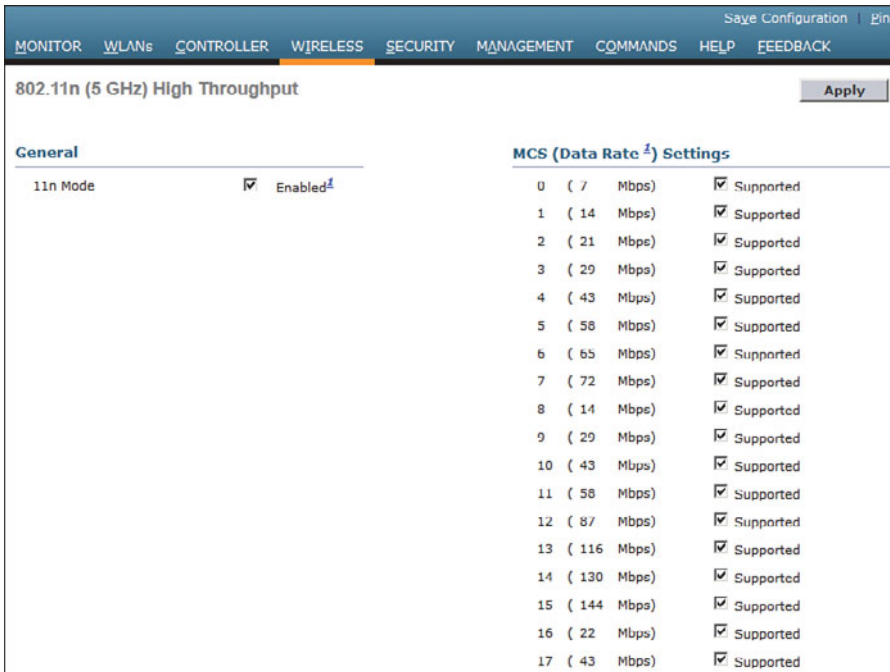 Save Configuration | Pin
MONITOR WLANs CONTROLLER WIRELESS SECURITY MANAGEMENT COMMANDS HELP FEEDBACK
802.11n (5 GHz) High Throughput
Apply
General
11n Mode Enabled 1
MCS (Data Rate 1) Settings
0 ( 7 Mbps) Supported
1 ( 14 Mbps) Supported
2 ( 21 Mbps) Supported
3 ( 29 Mbps) Supported
4 ( 43 Mbps) Supported
5 ( 58 Mbps) Supported
6 ( 65 Mbps) Supported
7 ( 72 Mbps) Supported
8 ( 14 Mbps) Supported
9 ( 29 Mbps) Supported
10 ( 43 Mbps) Supported
11 ( 58 Mbps) Supported
12 ( 87 Mbps) Supported
13 ( 116 Mbps) Supported
14 ( 130 Mbps) Supported
15 ( 144 Mbps) Supported
16 ( 22 Mbps) Supported
17 ( 43 Mbps) Supported